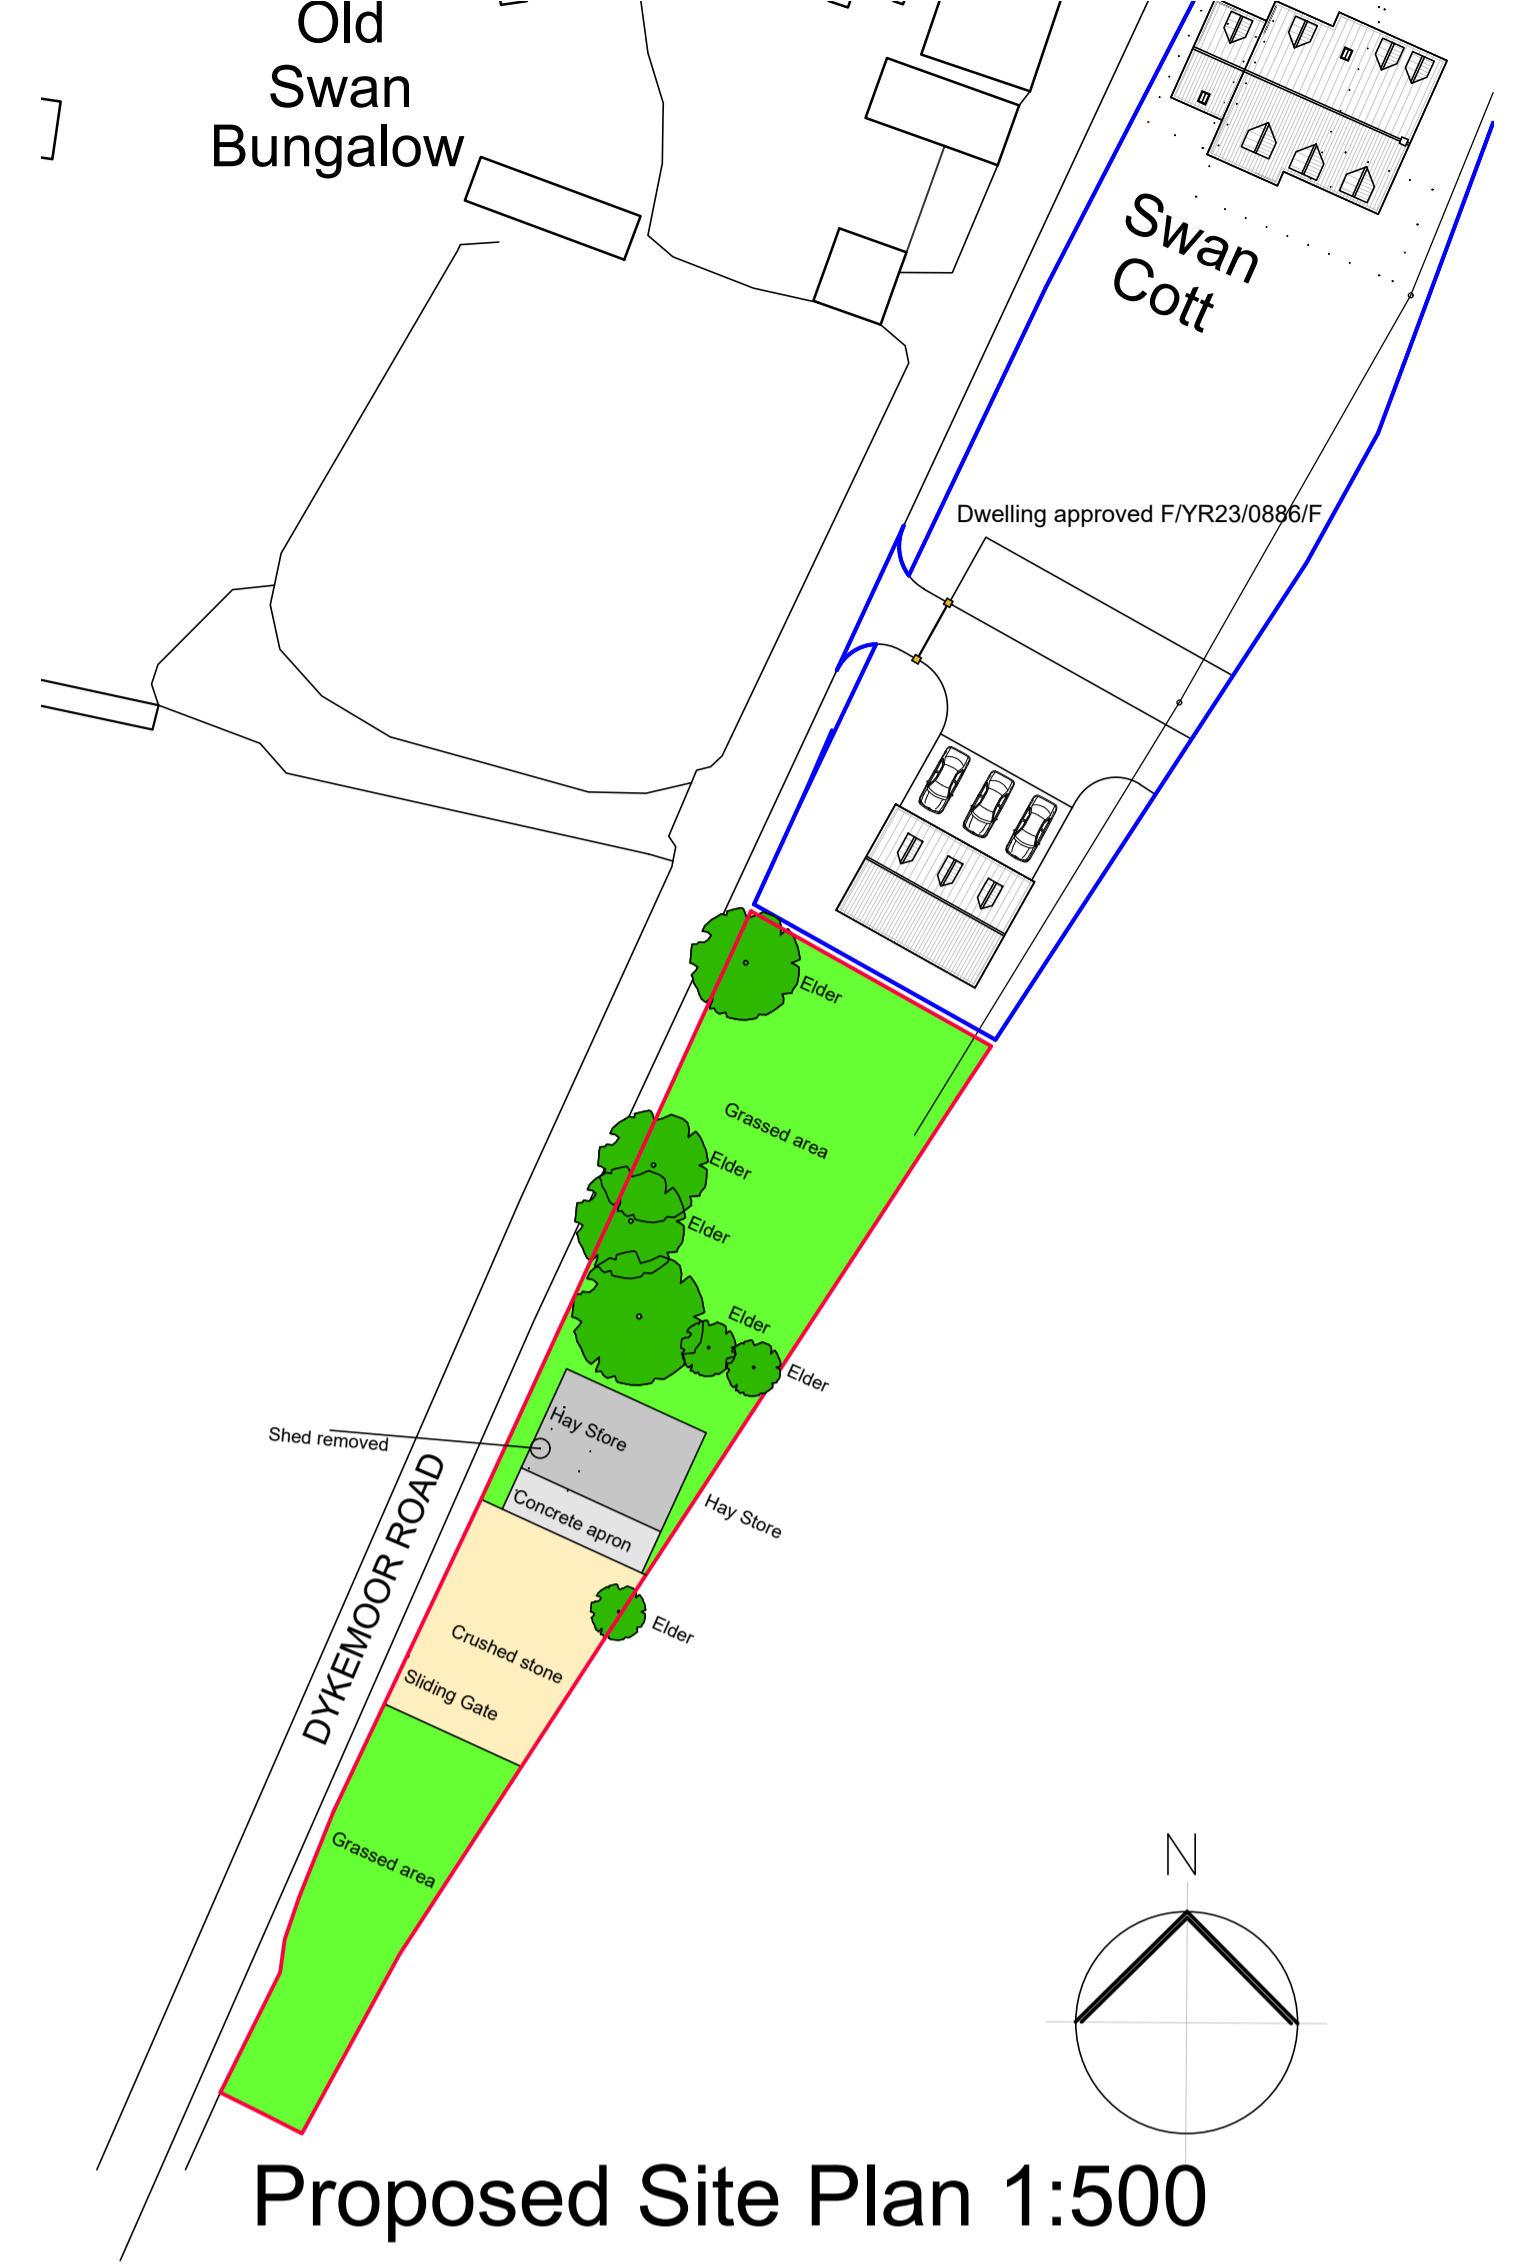 Old
Swan
Bungalow
Swan
Cott
Dwelling approved F/YR23/0886/F
Elder
Grassed area
Elder
Elder
Elder
Elder
Hay Store
Shed removed
Concrete apron
Hay Store
DYKEMOOR ROAD
Elder
Crushed stone
Sliding Gate
Grassed area
N
Proposed Site Plan 1:500